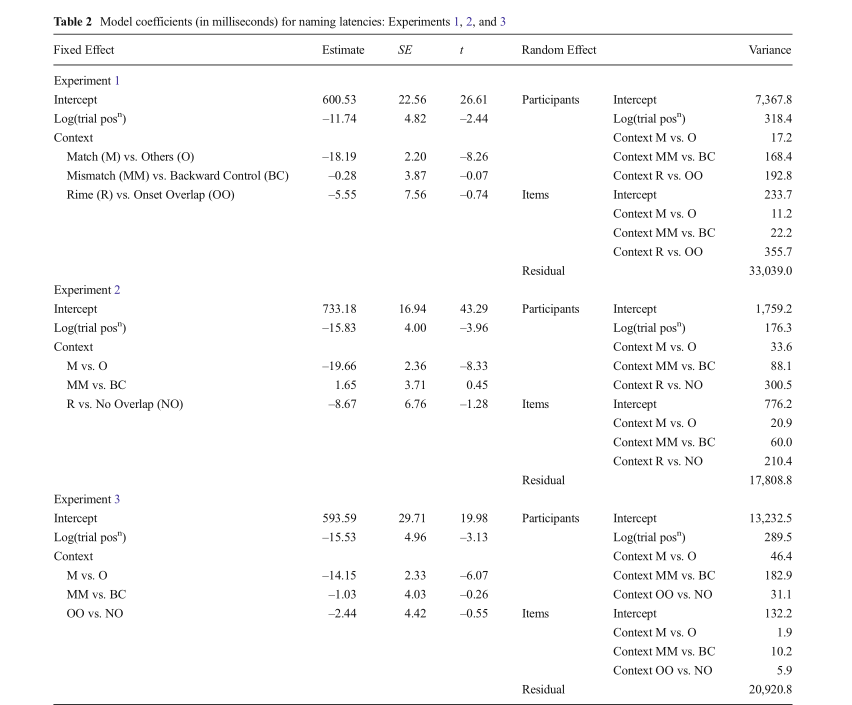 Table 2 Model coefficients (in milliseconds) for naming latencies: Experiments 1, 2, and 3
Fixed Effect Estimate SE t Random Effect Variance
Experiment 1
Intercept 600.53 22.56 26.61 Participants Intercept 7,367.8
Log(trial posⁿ) –11.74 4.82 –2.44 Log(trial posⁿ) 318.4
Context Context M vs. O 17.2
Match (M) vs. Others (O) –18.19 2.20 –8.26 Context MM vs. BC 168.4
Mismatch (MM) vs. Backward Control (BC) –0.28 3.87 –0.07 Context R vs. OO 192.8
Rime (R) vs. Onset Overlap (OO) –5.55 7.56 –0.74 Items Intercept 233.7
Context M vs. O 11.2
Context MM vs. BC 22.2
Context R vs. OO 355.7
Residual 33,039.0
Experiment 2
Intercept 733.18 16.94 43.29 Participants Intercept 1,759.2
Log(trial posⁿ) –15.83 4.00 –3.96 Log(trial posⁿ) 176.3
Context Context M vs. O 33.6
M vs. O –19.66 2.36 –8.33 Context MM vs. BC 88.1
MM vs. BC 1.65 3.71 0.45 Context R vs. NO 300.5
R vs. No Overlap (NO) –8.67 6.76 –1.28 Items Intercept 776.2
Context M vs. O 20.9
Context MM vs. BC 60.0
Context R vs. NO 210.4
Residual 17,808.8
Experiment 3
Intercept 593.59 29.71 19.98 Participants Intercept 13,232.5
Log(trial posⁿ) –15.53 4.96 –3.13 Log(trial posⁿ) 289.5
Context Context M vs. O 46.4
M vs. O –14.15 2.33 –6.07 Context MM vs. BC 182.9
MM vs. BC –1.03 4.03 –0.26 Context OO vs. NO 31.1
OO vs. NO –2.44 4.42 –0.55 Items Intercept 132.2
Context M vs. O 1.9
Context MM vs. BC 10.2
Context OO vs. NO 5.9
Residual 20,920.8